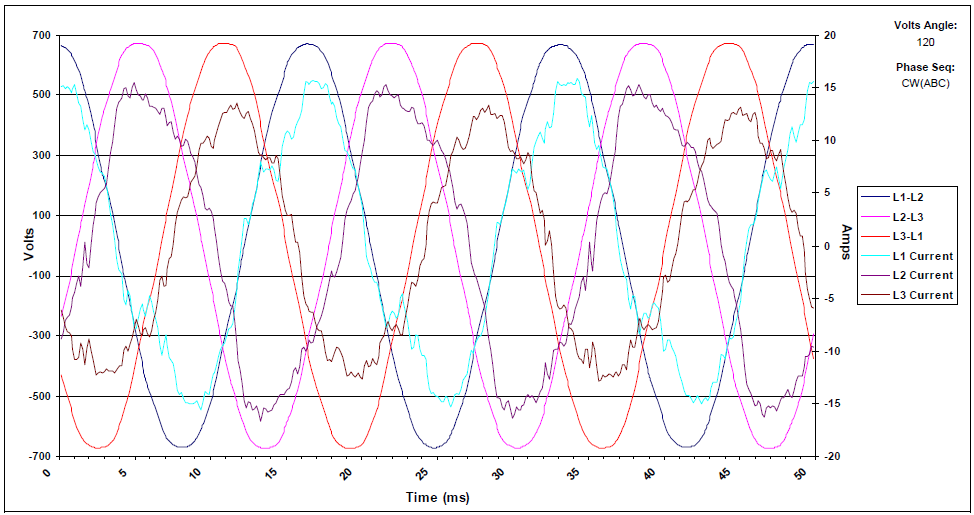 Volts Angle:
120
Phase Seq:
CW(ABC)
700
500
300
100
-100
-300
-500
-700
Volts
20
15
10
5
0
-5
-10
-15
-20
Amps
0
5
10
15
20
25
30
35
40
45
50
Time (ms)
L1-L2
L2-L3
L3-L1
L1 Current
L2 Current
L3 Current